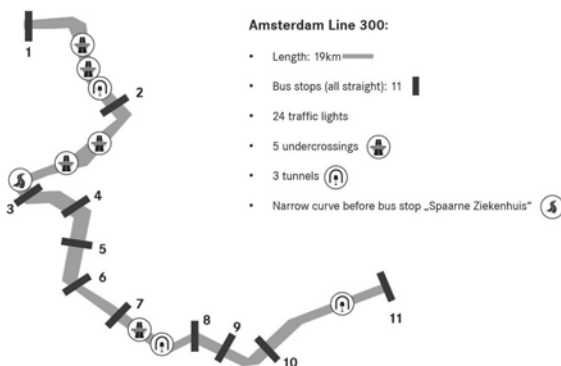 Amsterdam Line 300:
• Length: 19km
• Bus stops (all straight): 11
• 24 traffic lights
• 5 undercrossings
• 3 tunnels
• Narrow curve before bus stop „Spaarne Ziekenhuis"
1
2
3
4
5
6
7
8
9
10
11